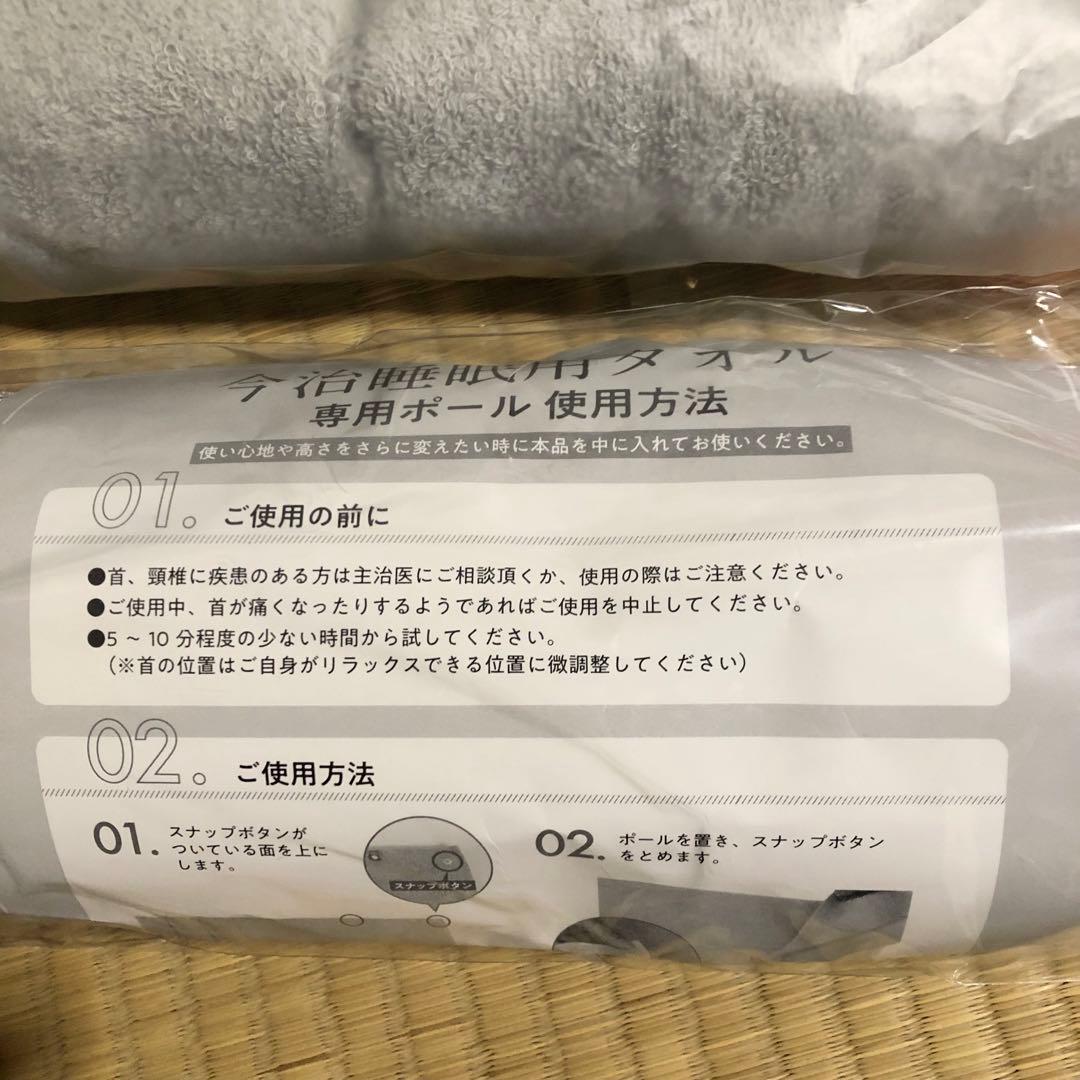 今治睡眠用タオル
専用ポール 使用方法
使い心地や高さをさらに変えたい時に本品を中に入れてお使いください。
01. ご使用の前に
●首、頸椎に疾患のある方は主治医にご相談頂くか、使用の際はご注意ください。
●ご使用中、首が痛くなったりするようであればご使用を中止してください。
●5 ~ 10 分程度の少ない時間から試してください。
(※首の位置はご自身がリラックスできる位置に微調整してください)
02. ご使用方法
01. スナップボタンが
ついている面を上に
します。
スナップボタン
02. ポールを置き、スナップボタン
をとめます。